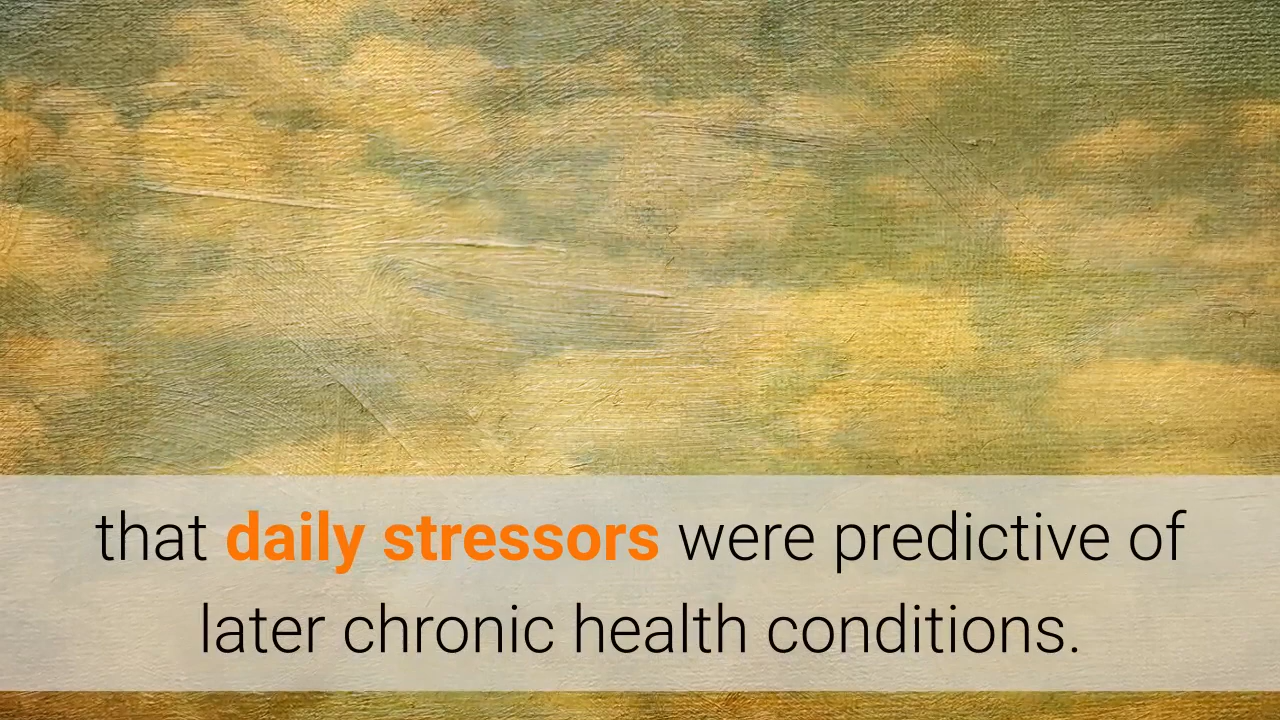 that daily stressors were predictive of
later chronic health conditions.